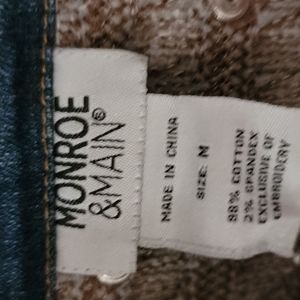 MONROE
&MAIN®
MADE IN CHINA
SIZE: M
98% COTTON
2% SPANDEX
EXCLUSIVE OF
EMBROIDERY